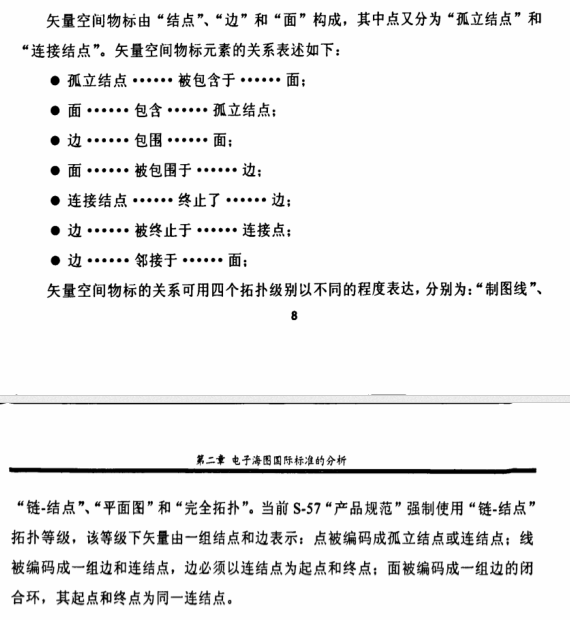 矢量空间物标由“结点”、“边”和“面”构成，其中点又分为“孤立结点”和
“连接结点”。矢量空间物标元素的关系表述如下：
● 孤立结点 ······ 被包含于 ······ 面；
● 面 ······ 包含 ······ 孤立结点；
● 边 ······ 包围 ······ 面；
● 面 ······ 被包围于 ······ 边；
● 连接结点 ······ 终止了 ······ 边；
● 边 ······ 被终止于 ······ 连接点；
● 边 ······ 邻接于 ······ 面；
矢量空间物标的关系可用四个拓扑级别以不同的程度表达，分别为：“制图线”、
8
第二章 电子海图国际标准的分析
“链-结点”、“平面图”和“完全拓扑”。当前 S-57“产品规范”强制使用“链-结点”
拓扑等级，该等级下矢量由一组结点和边表示：点被编码成孤立结点或连结点；线
被编码成一组边和连结点，边必须以连结点为起点和终点；面被编码成一组边的闭
合环，其起点和终点为同一连结点。